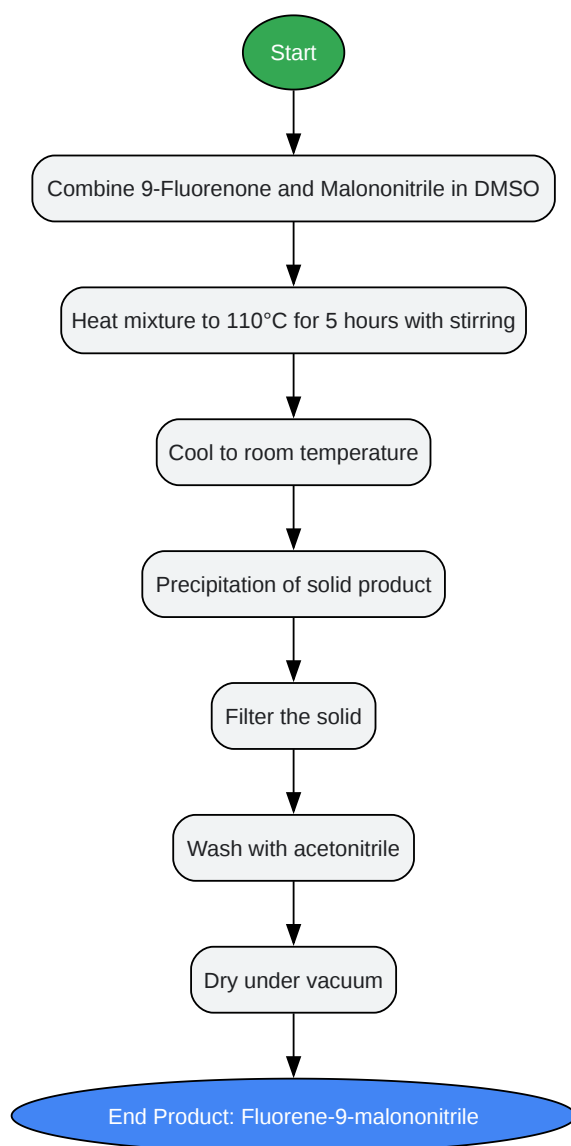 Start
Combine 9-Fluorenone and Malononitrile in DMSO
Heat mixture to 110°C for 5 hours with stirring
Cool to room temperature
Precipitation of solid product
Filter the solid
Wash with acetonitrile
Dry under vacuum
End Product: Fluorene-9-malononitrile